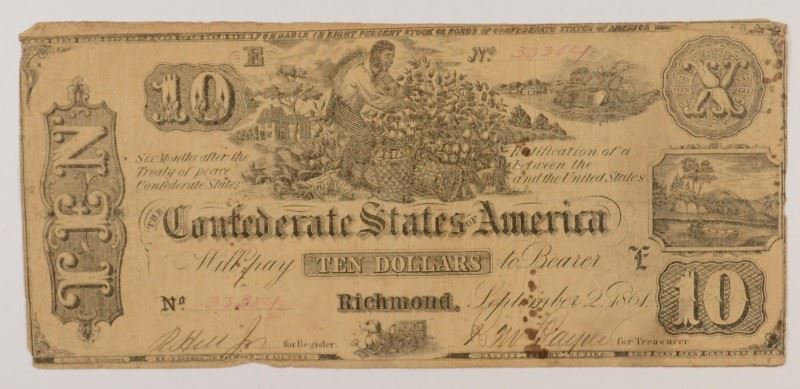 FUNDABLE IN EIGHT PERCENT STOCK OR BONDS OF CONFEDERATE STATES OF AMERICA
E No
10
X
TEN
Six Months after the Ratification of a
Treaty of peace between the
Confederate States and the United States
THE Confederate States OF America
Will pay TEN DOLLARS to Bearer
E
No Richmond, September 2, 1861.
10
for Register. for Treasurer